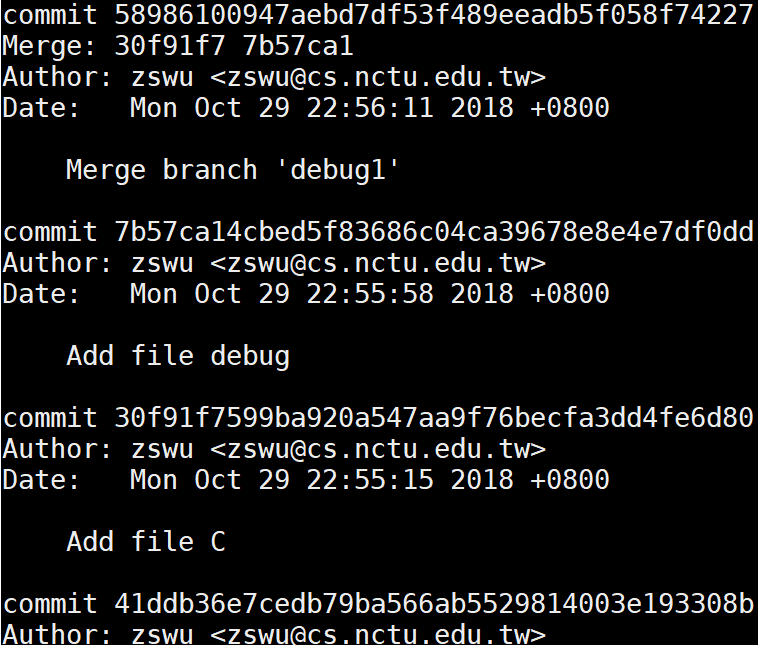 commit 58986100947aebd7df53f489eeadb5f058f74227
Merge: 30f91f7 7b57ca1
Author: zswu <zswu@cs.nctu.edu.tw>
Date:   Mon Oct 29 22:56:11 2018 +0800
    Merge branch 'debug1'
commit 7b57ca14cbed5f83686c04ca39678e8e4e7df0dd
Author: zswu <zswu@cs.nctu.edu.tw>
Date:   Mon Oct 29 22:55:58 2018 +0800
    Add file debug
commit 30f91f7599ba920a547aa9f76becfa3dd4fe6d80
Author: zswu <zswu@cs.nctu.edu.tw>
Date:   Mon Oct 29 22:55:15 2018 +0800
    Add file C
commit 41ddb36e7cedb79ba566ab5529814003e193308b
Author: zswu <zswu@cs.nctu.edu.tw>